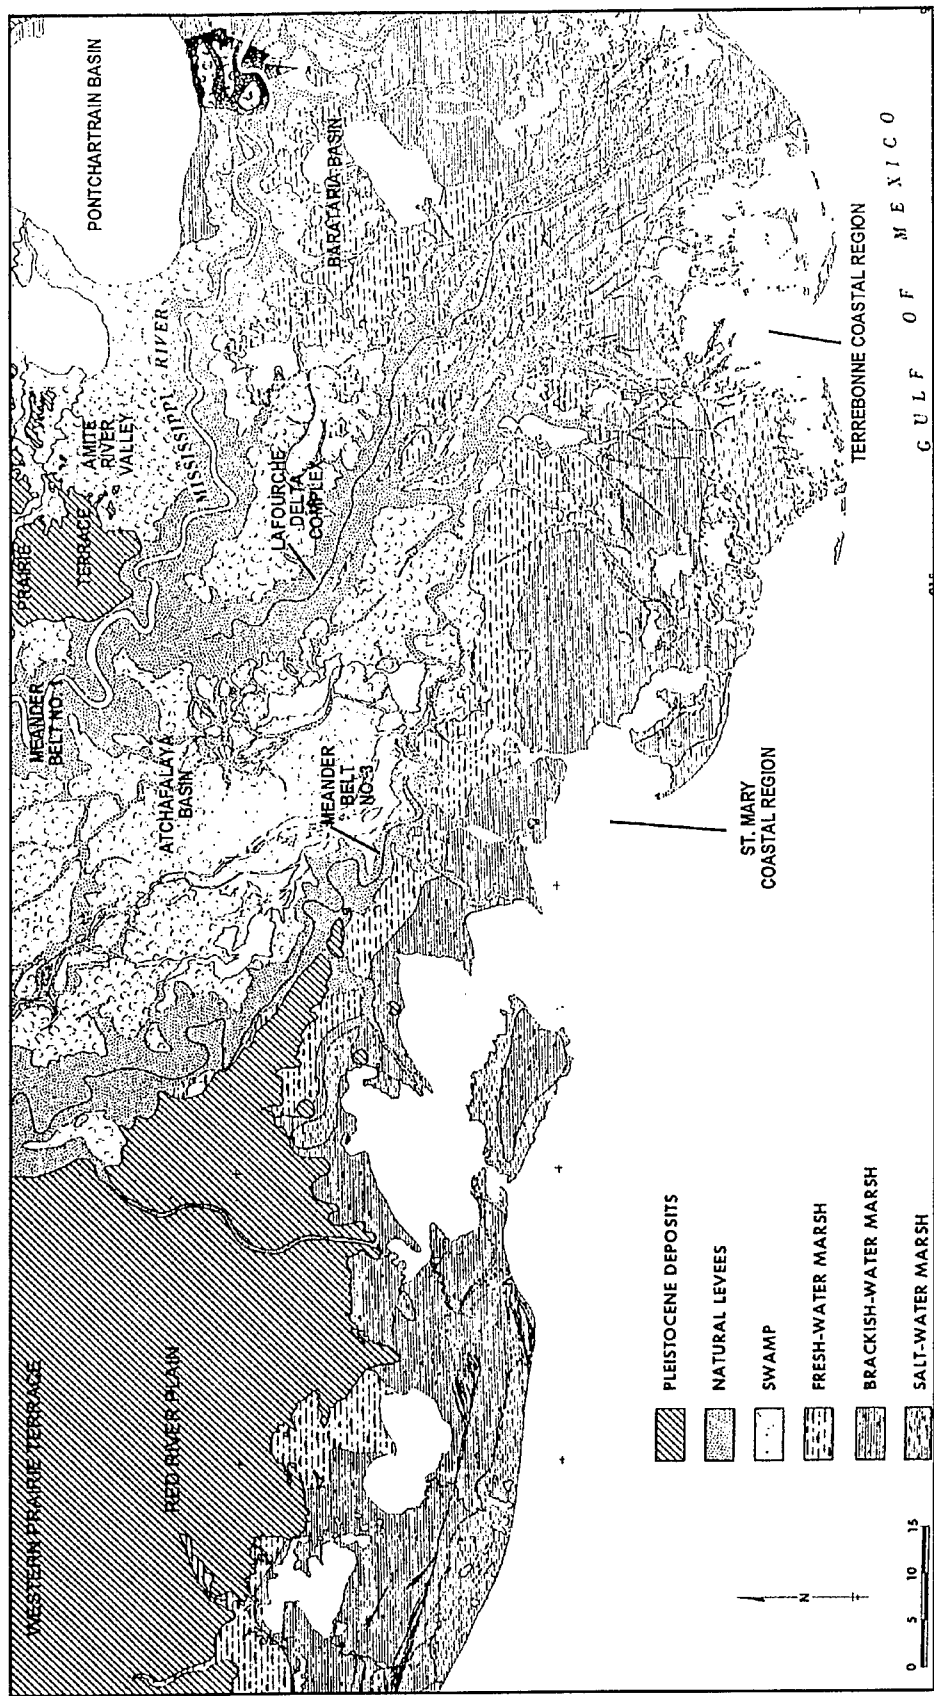 WESTERN PRAIRIE TERRACE
RED RIVER PLAIN
MEANDER
BELT NO. 1
PRAIRIE
TERRACE
AMITE
RIVER
VALLEY
PONTCHARTRAIN BASIN
MISSISSIPPI RIVER
ATCHAFALAYA
BASIN
LAFOURCHE
DELTA
COMPLEX
BARATARIA BASIN
MEANDER
BELT
NO. 3
ST. MARY
COASTAL REGION
TERREBONNE COASTAL REGION
GULF OF MEXICO
PLEISTOCENE DEPOSITS
NATURAL LEVEES
SWAMP
FRESH-WATER MARSH
BRACKISH-WATER MARSH
SALT-WATER MARSH
N
0 5 10 15